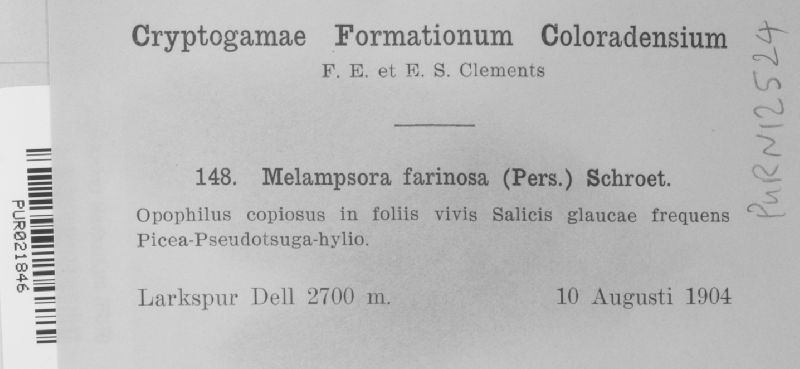 Cryptogamae Formationum Coloradensium
F. E. et E. S. Clements
148. Melampsora farinosa (Pers.) Schroet.
Opophilus copiosus in foliis vivis Salicis glaucae frequens
Picea-Pseudotsuga-hylio.
Larkspur Dell 2700 m. 10 Augusti 1904
PUR021846
PURN12524